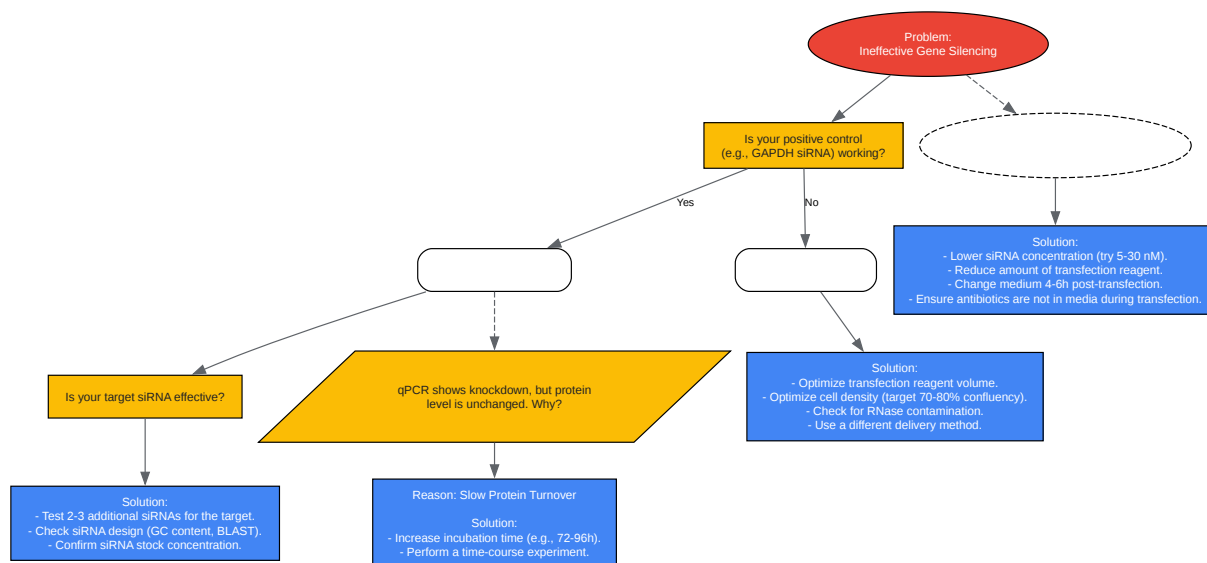 Problem:
Ineffective Gene Silencing
Is your positive control
(e.g., GAPDH siRNA) working?
Yes
No
Solution:
- Lower siRNA concentration (try 5-30 nM).
- Reduce amount of transfection reagent.
- Change medium 4-6h post-transfection.
- Ensure antibiotics are not in media during transfection.
Is your target siRNA effective?
qPCR shows knockdown, but protein
level is unchanged. Why?
Solution:
- Optimize transfection reagent volume.
- Optimize cell density (target 70-80% confluency).
- Check for RNase contamination.
- Use a different delivery method.
Solution:
- Test 2-3 additional siRNAs for the target.
- Check siRNA design (GC content, BLAST).
- Confirm siRNA stock concentration.
Reason: Slow Protein Turnover
Solution:
- Increase incubation time (e.g., 72-96h).
- Perform a time-course experiment.